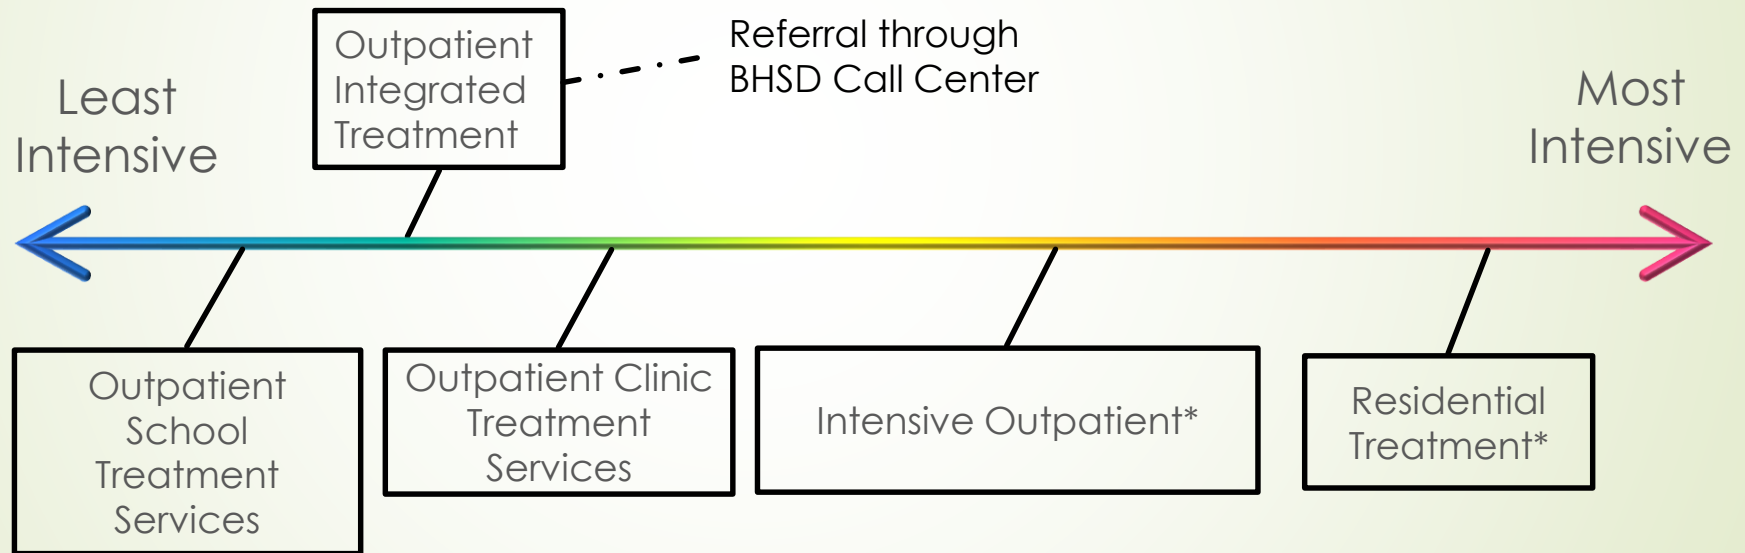 Outpatient
Integrated
Treatment
Referral through
BHSD Call Center
Least
Intensive
Most
Intensive
Outpatient
School
Treatment
Services
Outpatient Clinic
Treatment
Services
Intensive Outpatient*
Residential
Treatment*